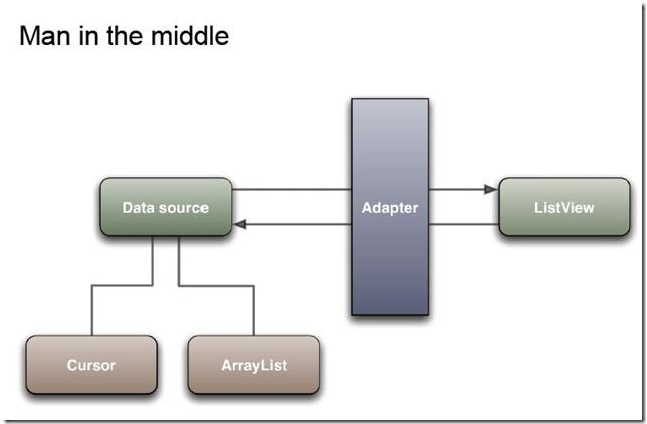 Man in the middle
Data source
Adapter
ListView
Cursor
ArrayList